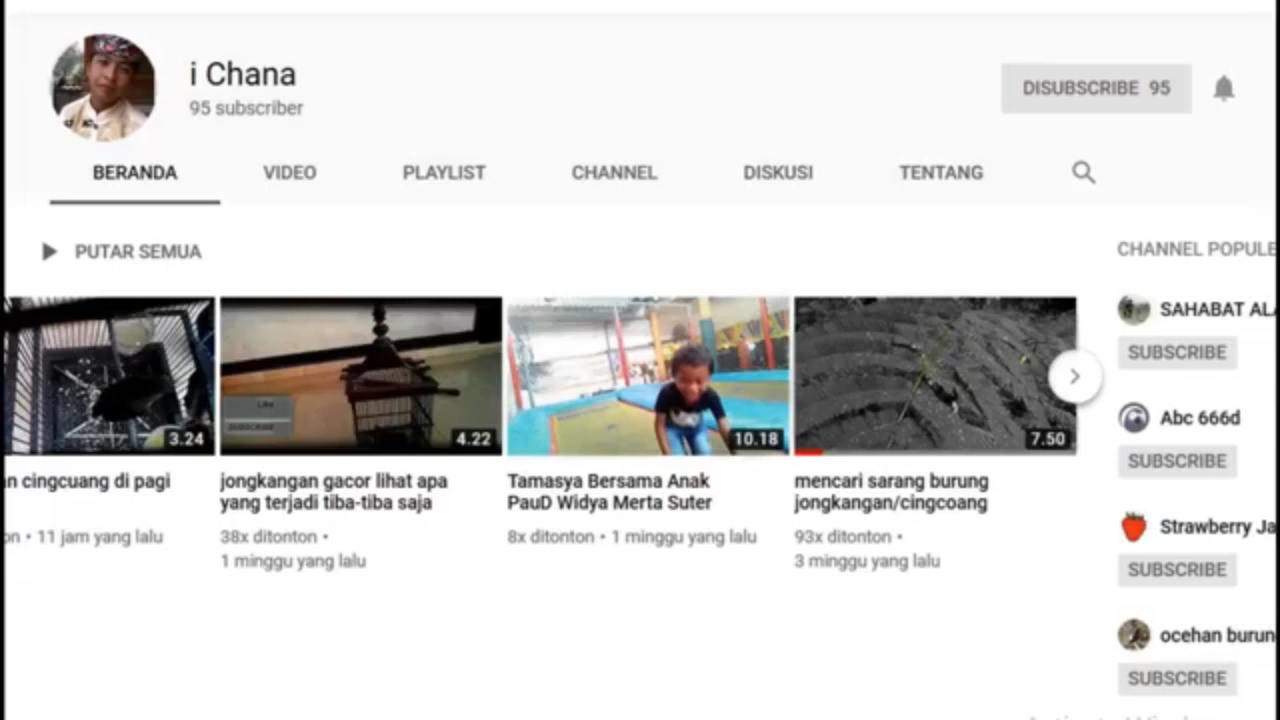 i Chana
95 subscriber
DISUBSCRIBE 95
BERANDA VIDEO PLAYLIST CHANNEL DISKUSI TENTANG
PUTAR SEMUA
CHANNEL POPULE
3.24
4.22
10.18
7.50
LIKE
SUBSCRIBE
n cingcuang di pagi
on • 11 jam yang lalu
jongkangan gacor lihat apa
yang terjadi tiba-tiba saja
38x ditonton •
1 minggu yang lalu
Tamasya Bersama Anak
PauD Widya Merta Suter
8x ditonton • 1 minggu yang lalu
mencari sarang burung
jongkangan/cingcoang
93x ditonton •
3 minggu yang lalu
SAHABAT AL
SUBSCRIBE
Abc 666d
SUBSCRIBE
Strawberry Ja
SUBSCRIBE
ocehan burun
SUBSCRIBE